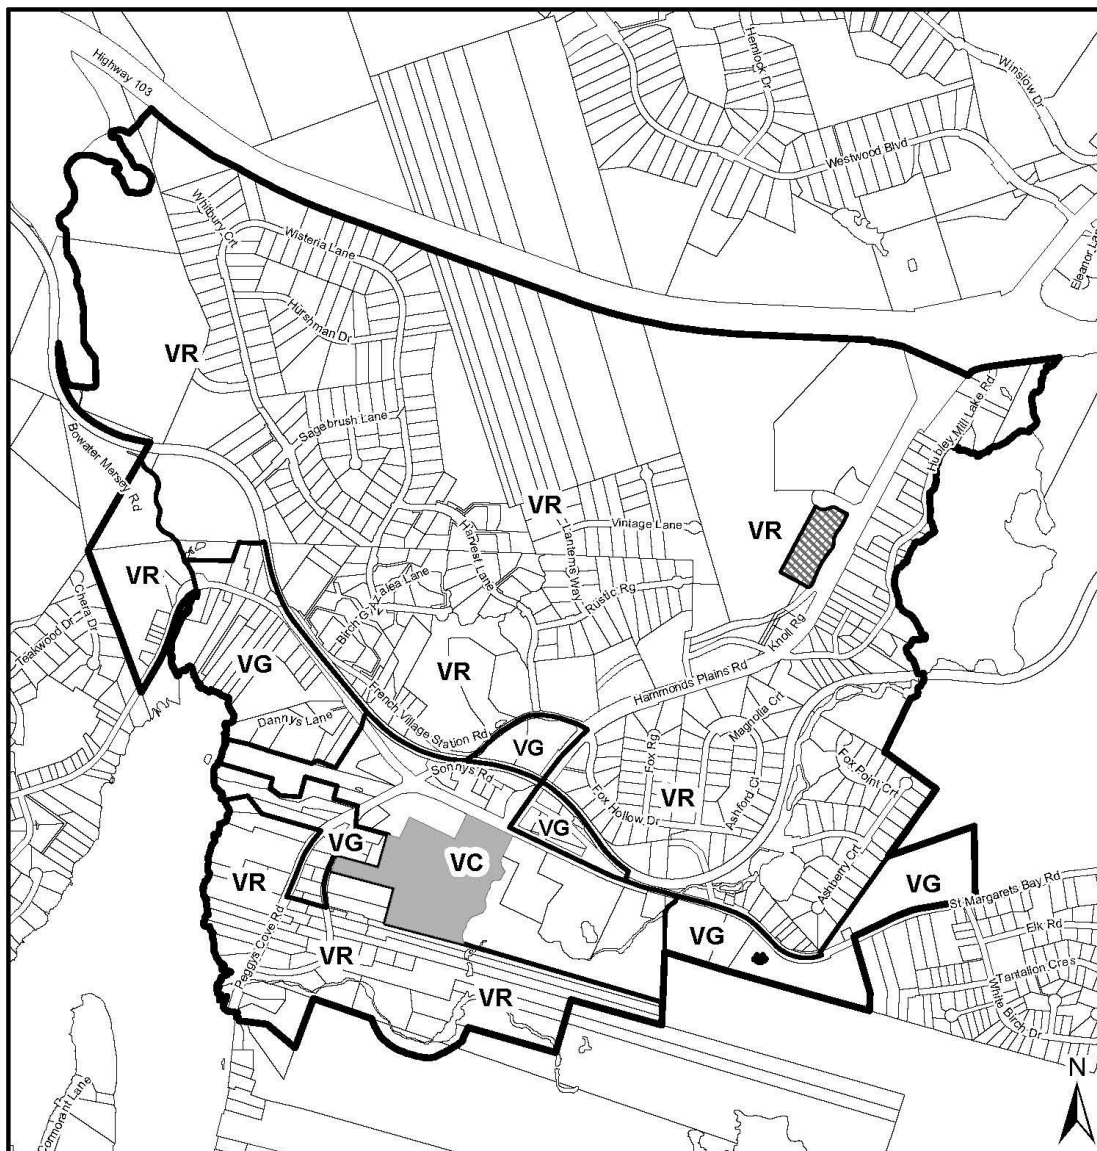 Highway 103
Hemlock Dr
Winslow Dr
Westwood Blvd
Eleanor Lan
Whitbury Crt
Wisteria Lane
Hurshman Dr
VR
Hubley Mill Lake Rd
Sagebrush Lane
Bowater Mersey Rd
VR
Vintage Lane
VR
Harvest Lane
Lanterns Way
VR
Chera Dr
Teakwood Dr
Azalea Lane
Birch G
Rustic Rg
Knoll Rg
VG
VR
Hammonds Plains Rd
French Village Station Rd
Dannys Lane
Magnolia Crt
VG
Fox Rg
Sonnys Rd
Fox Point Crt
VR
Fox Hollow Dr
Ashford Cl
VG
VG
VC
VR
Ashberry Crt
VG
St Margarets Bay Rd
Peggys Cove Rd
VG
Elk Rd
VR
Tantallon Cres
VR
White Birch Dr
N
Cormorant Lane